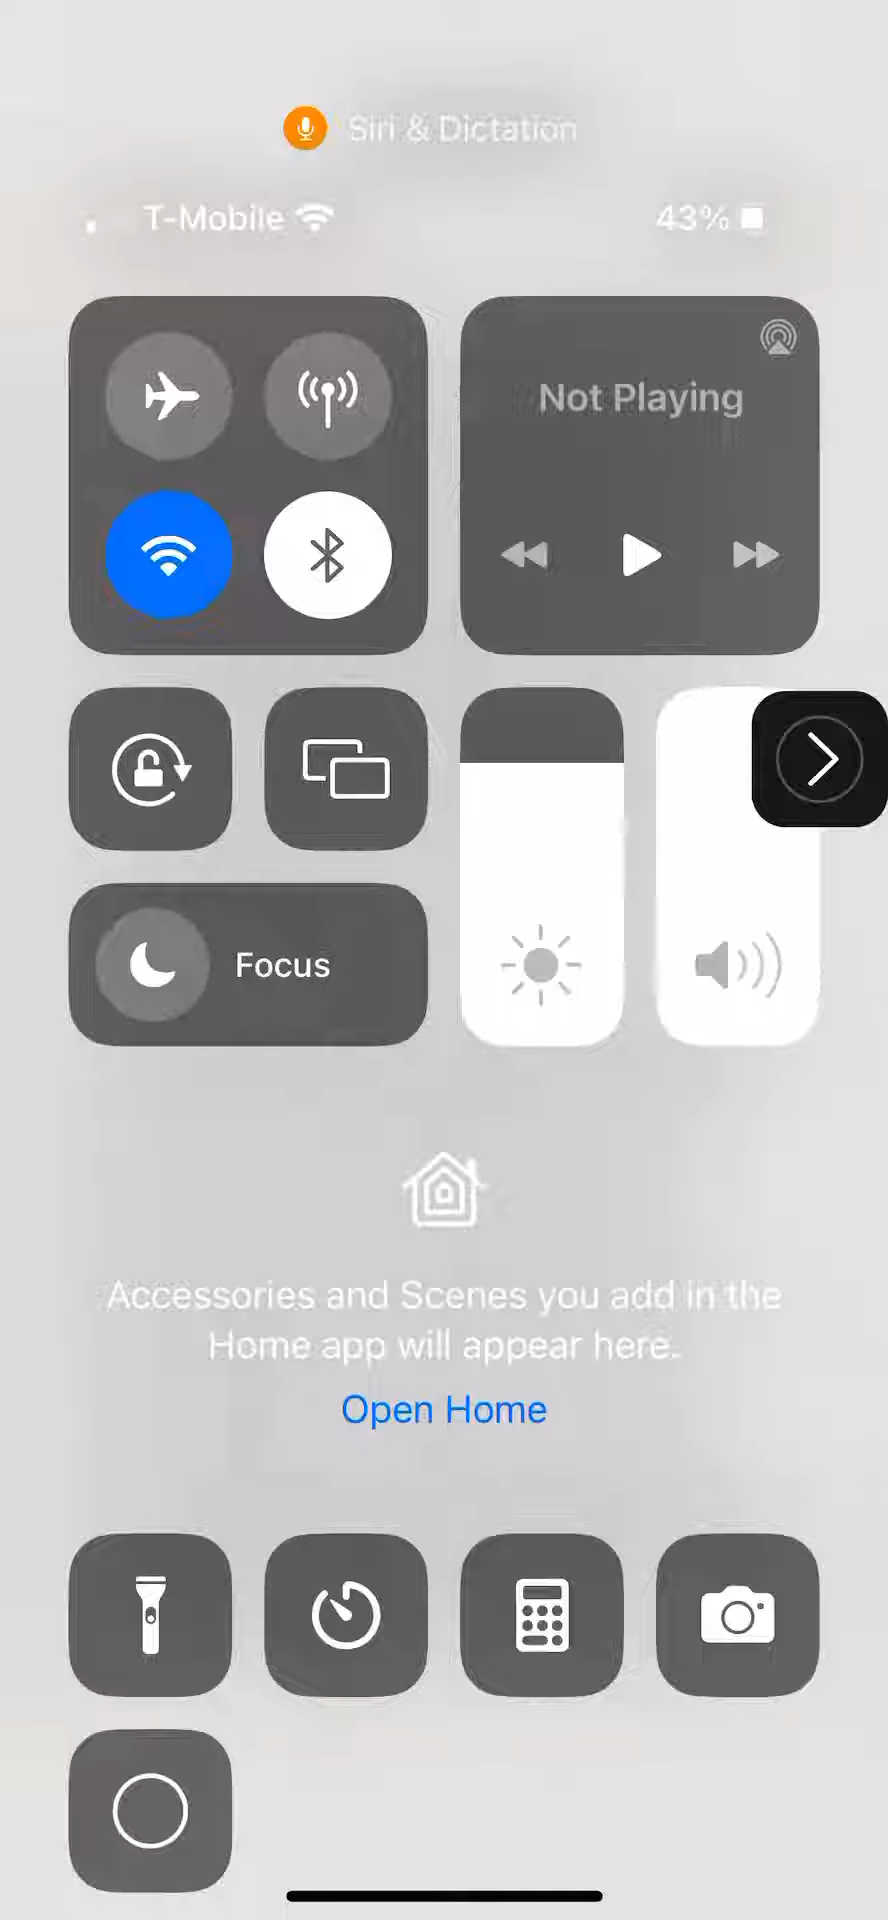 Siri & Dictation
T-Mobile 43%
Not Playing
Focus
Accessories and Scenes you add in the
Home app will appear here.
Open Home